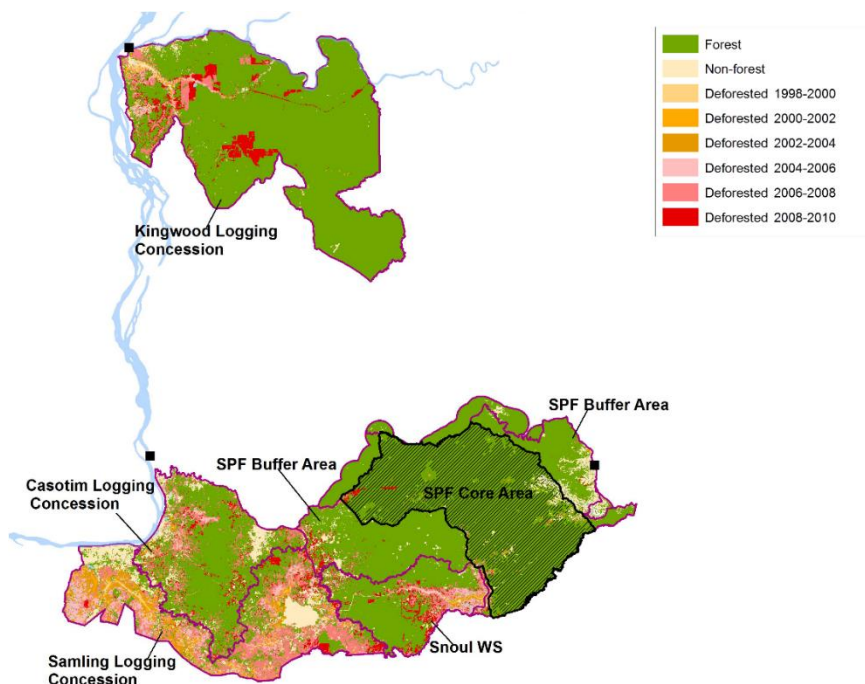 Forest
Non-forest
Deforested 1998-2000
Deforested 2000-2002
Deforested 2002-2004
Deforested 2004-2006
Deforested 2006-2008
Deforested 2008-2010
Kingwood Logging
Concession
SPF Buffer Area
SPF Buffer Area
Casotim Logging
Concession
SPF Core Area
Samling Logging
Concession
Snoul WS